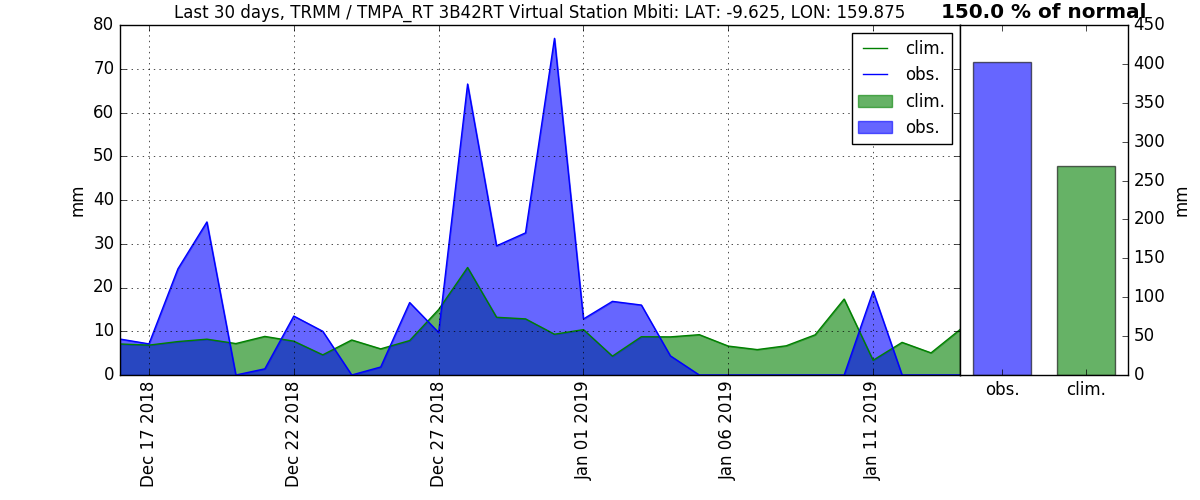 Last 30 days, TRMM / TMPA_RT 3B42RT Virtual Station Mbiti: LAT: -9.625, LON: 159.875
150.0 % of normal
80
70
60
50
40
30
20
10
0
mm
clim.
obs.
clim.
obs.
Dec 17 2018
Dec 22 2018
Dec 27 2018
Jan 01 2019
Jan 06 2019
Jan 11 2019
450
400
350
300
250
200
150
100
50
0
mm
obs.
clim.